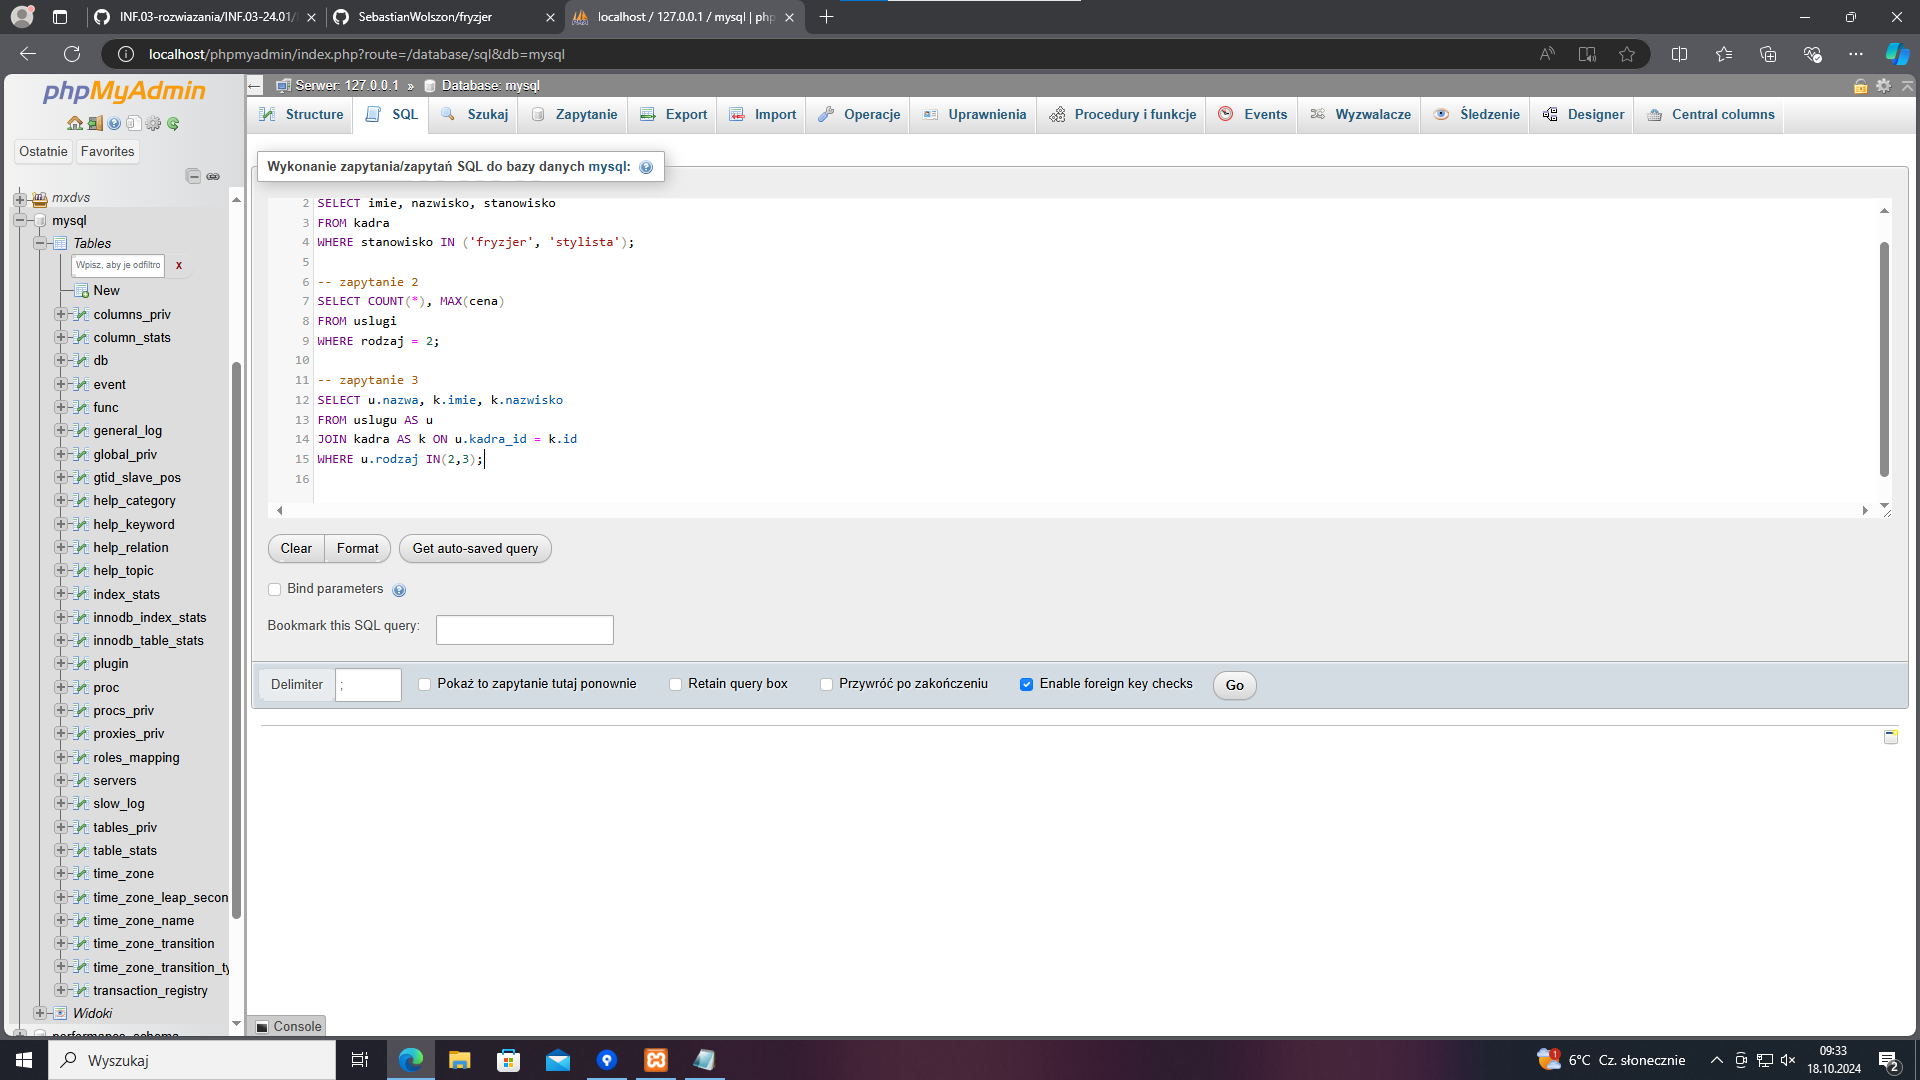 INF.03-rozwiazania/INF.03-24.01/
SebastianWolszon/fryzjer
localhost / 127.0.0.1 / mysql | php
localhost/phpmyadmin/index.php?route=/database/sql&db=mysql
phpMyAdmin
Ostatnie
Favorites
mxdvs
mysql
Tables
Wpisz, aby je odfiltro
x
New
columns_priv
column_stats
db
event
func
general_log
global_priv
gtid_slave_pos
help_category
help_keyword
help_relation
help_topic
index_stats
innodb_index_stats
innodb_table_stats
plugin
proc
procs_priv
proxies_priv
roles_mapping
servers
slow_log
tables_priv
table_stats
time_zone
time_zone_leap_secon
time_zone_name
time_zone_transition
time_zone_transition_ty
transaction_registry
Widoki
performance_schema
Serwer: 127.0.0.1 » Database: mysql
Structure SQL Szukaj Zapytanie Export Import Operacje Uprawnienia Procedury i funkcje Events Wyzwalacze Śledzenie Designer Central columns
Wykonanie zapytania/zapytań SQL do bazy danych mysql:
2 SELECT imie, nazwisko, stanowisko
3 FROM kadra
4 WHERE stanowisko IN ('fryzjer', 'stylista');
5
6 -- zapytanie 2
7 SELECT COUNT(*), MAX(cena)
8 FROM uslugi
9 WHERE rodzaj = 2;
10
11 -- zapytanie 3
12 SELECT u.nazwa, k.imie, k.nazwisko
13 FROM uslugu AS u
14 JOIN kadra AS k ON u.kadra_id = k.id
15 WHERE u.rodzaj IN(2,3);
16
Clear Format Get auto-saved query
Bind parameters
Bookmark this SQL query:
Delimiter ; Pokaż to zapytanie tutaj ponownie Retain query box Przywróć po zakończeniu Enable foreign key checks Go
Console
Wyszukaj
6°C Cz. słonecznie
09:33
18.10.2024
2